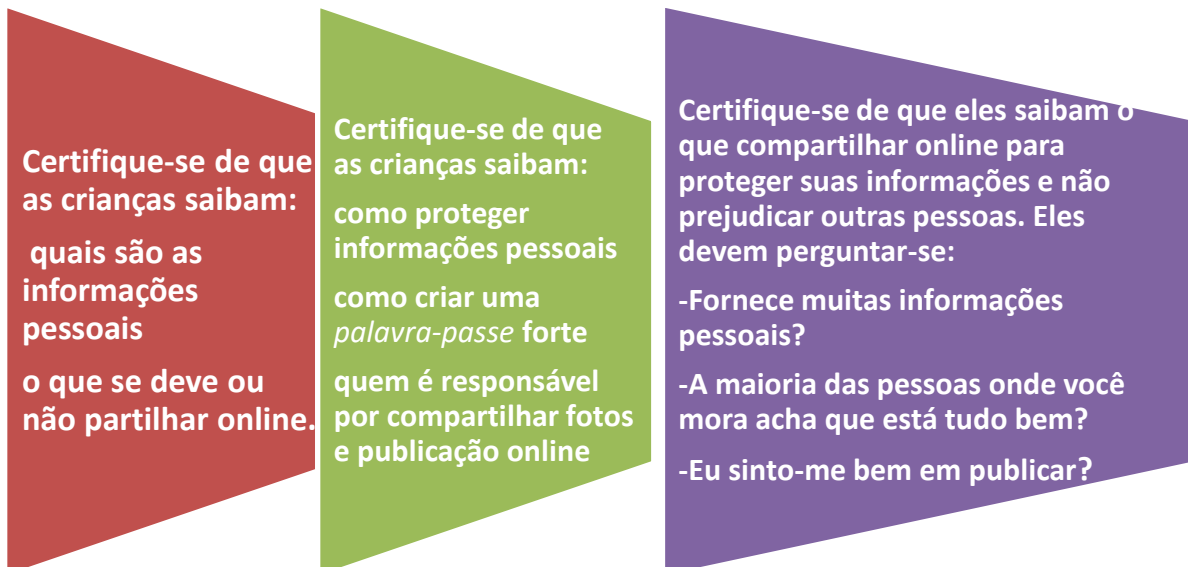 Certifique-se de que
as crianças saibam:
quais são as
informações
pessoais
o que se deve ou
não partilhar online.
Certifique-se de que
as crianças saibam:
como proteger
informações pessoais
como criar uma
palavra-passe forte
quem é responsável
por compartilhar fotos
e publicação online
Certifique-se de que eles saibam o
que compartilhar online para
proteger suas informações e não
prejudicar outras pessoas. Eles
devem perguntar-se:
-Fornece muitas informações
pessoais?
-A maioria das pessoas onde você
mora acha que está tudo bem?
-Eu sinto-me bem em publicar?